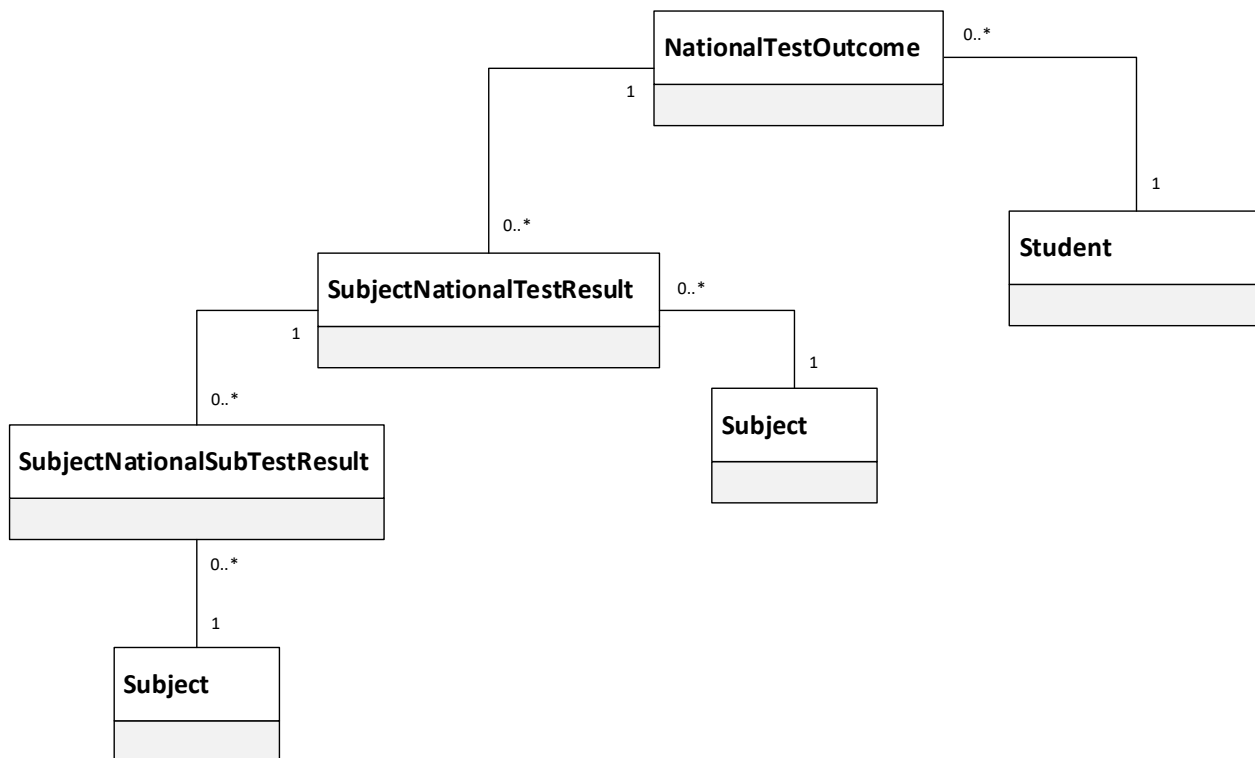 NationalTestOutcome
0..*
1
1
0..*
Student
SubjectNationalTestResult
0..*
1
1
0..*
Subject
SubjectNationalSubTestResult
0..*
1
Subject